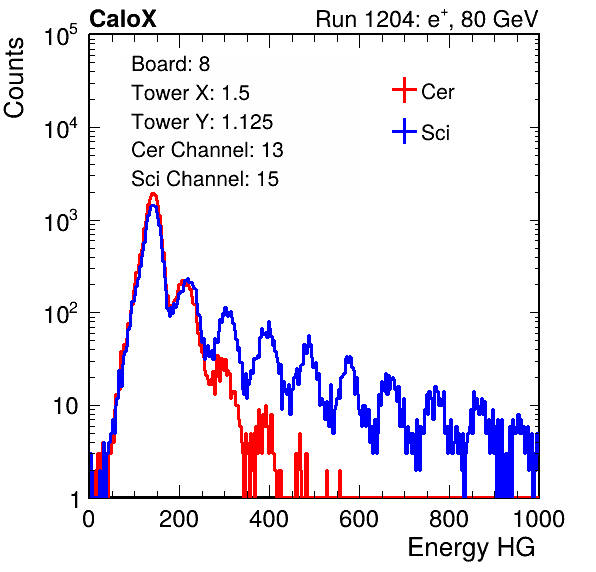 CaloX Run 1204: e⁺, 80 GeV
Counts
Board: 8
Tower X: 1.5
Tower Y: 1.125
Cer Channel: 13
Sci Channel: 15
Cer
Sci
10⁵
10⁴
10³
10²
10
1
0 200 400 600 800 1000
Energy HG